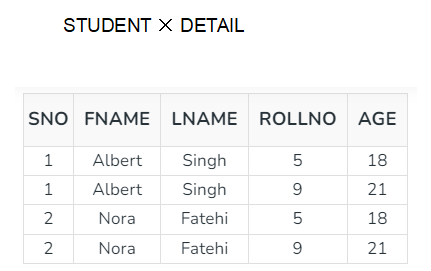 STUDENT × DETAIL
SNO FNAME LNAME ROLLNO AGE
1 Albert Singh 5 18
1 Albert Singh 9 21
2 Nora Fatehi 5 18
2 Nora Fatehi 9 21